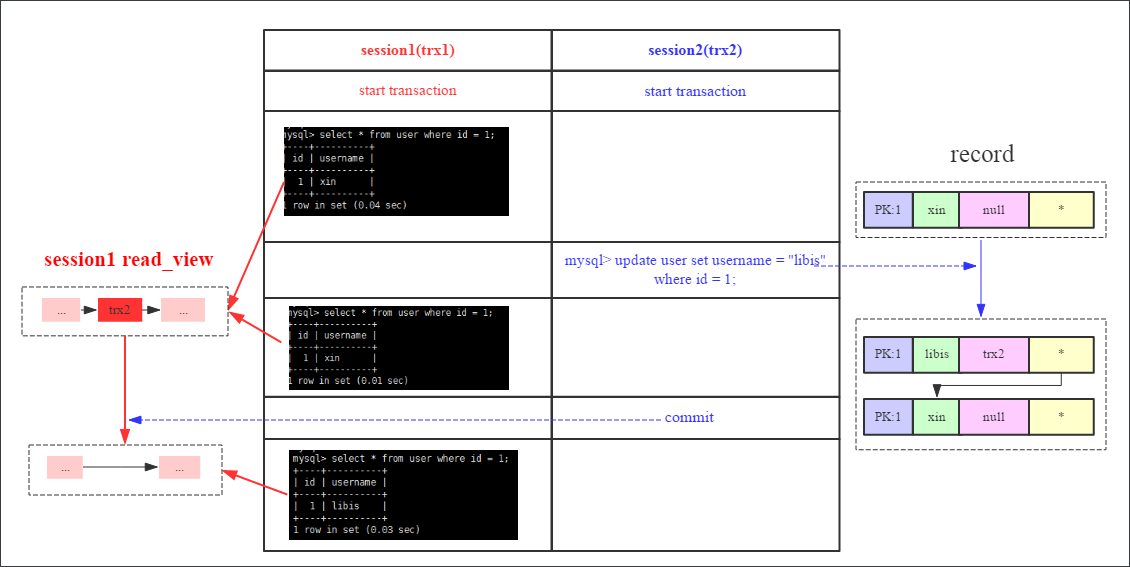 session1(trx1)
session2(trx2)
start transaction
start transaction
mysql> select * from user where id = 1;
+----+----------+
| id | username |
+----+----------+
| 1 | xin |
+----+----------+
1 row in set (0.04 sec)
record
PK:1 xin null *
session1 read_view
... trx2 ...
mysql> update user set username = "libis"
where id = 1;
mysql> select * from user where id = 1;
+----+----------+
| id | username |
+----+----------+
| 1 | xin |
+----+----------+
1 row in set (0.01 sec)
PK:1 libis trx2 *
PK:1 xin null *
commit
... ...
mysql> select * from user where id = 1;
+----+----------+
| id | username |
+----+----------+
| 1 | libis |
+----+----------+
1 row in set (0.03 sec)